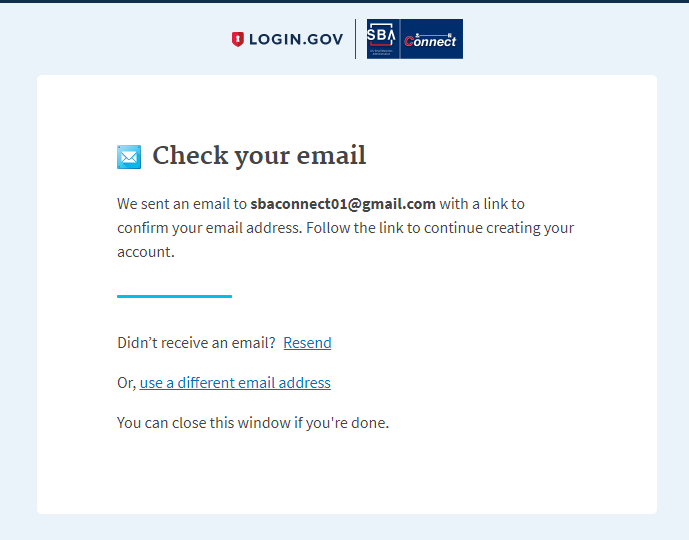 LOGIN.GOV
SBA
Connect
Check your email
We sent an email to sbaconnect01@gmail.com with a link to
confirm your email address. Follow the link to continue creating your
account.
Didn’t receive an email? Resend
Or, use a different email address
You can close this window if you're done.